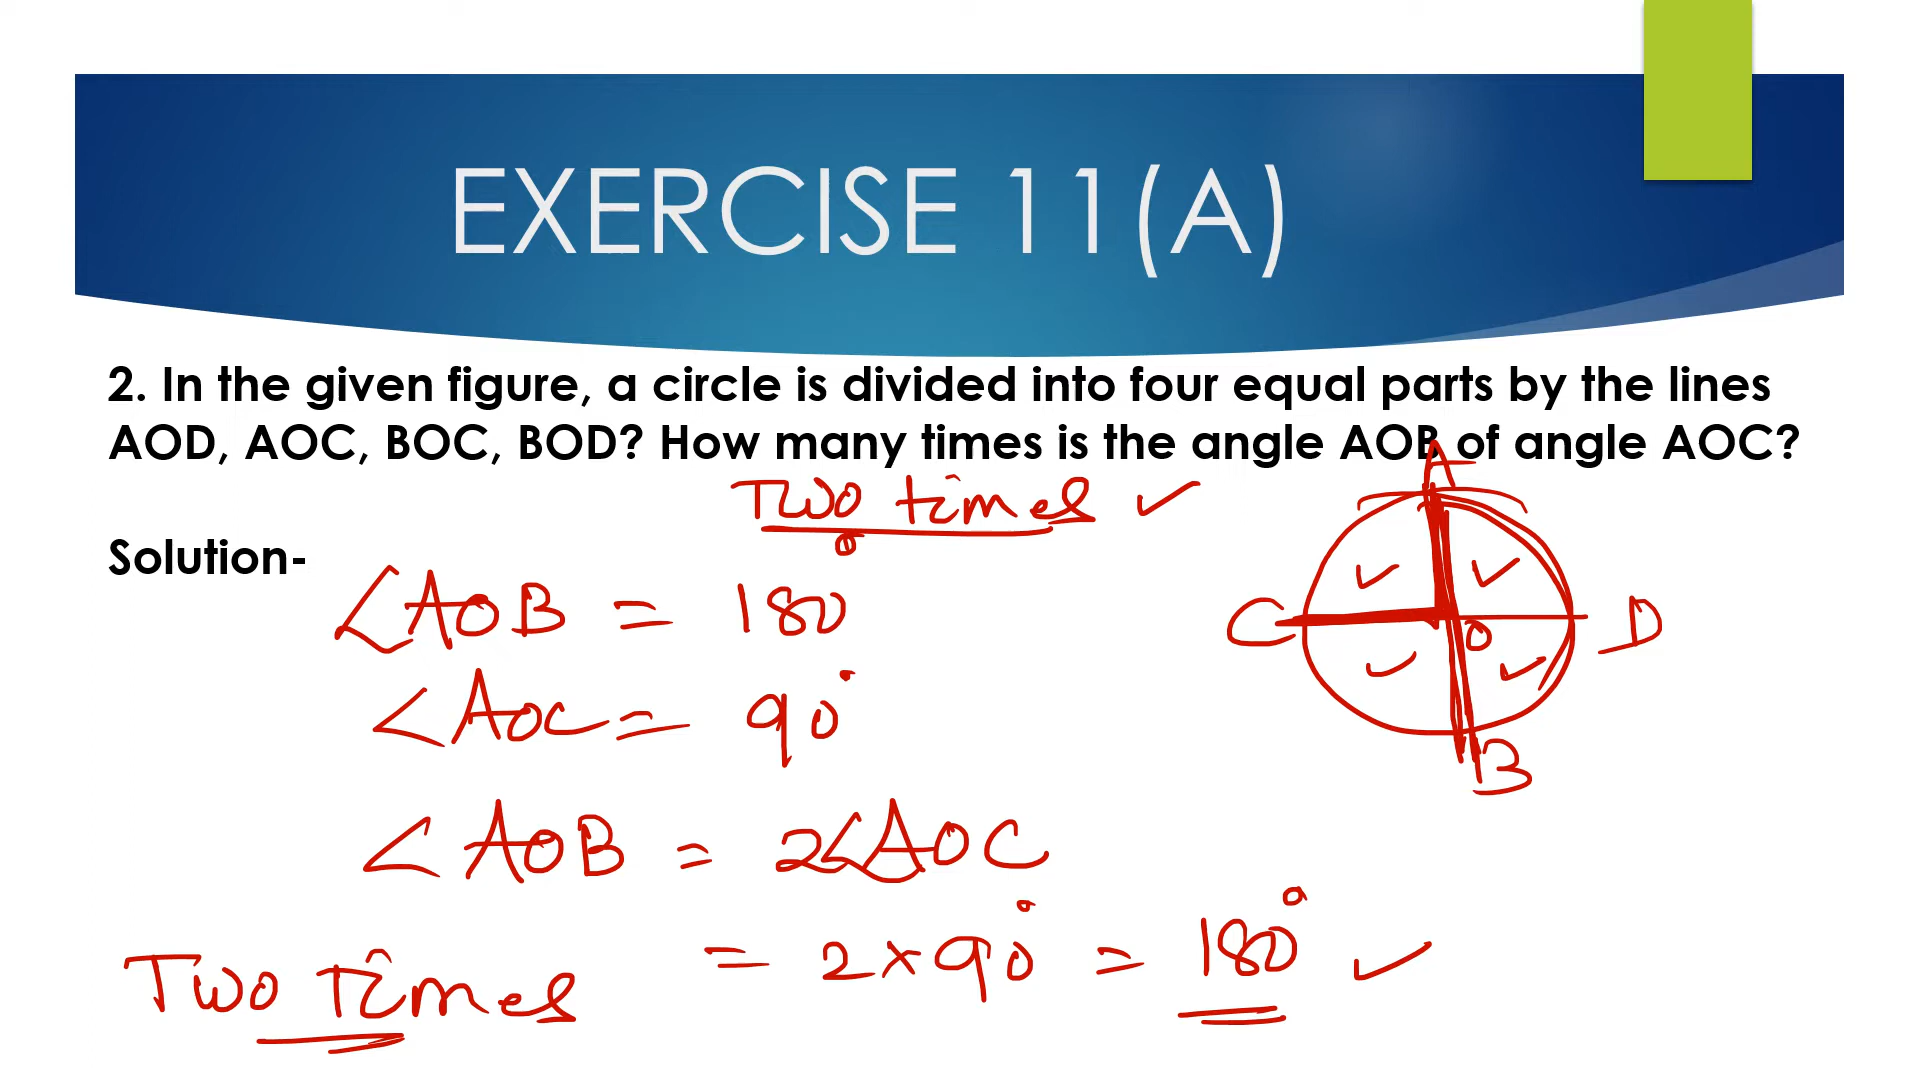 EXERCISE 11(A)
2. In the given figure, a circle is divided into four equal parts by the lines
AOD, AOC, BOC, BOD? How many times is the angle AOB of angle AOC?
Two times ✓
Solution-
∠AOB = 180°
∠AOC = 90°
∠AOB = 2∠AOC
= 2 × 90° = 180° ✓
Two Times
A
C
O
D
B